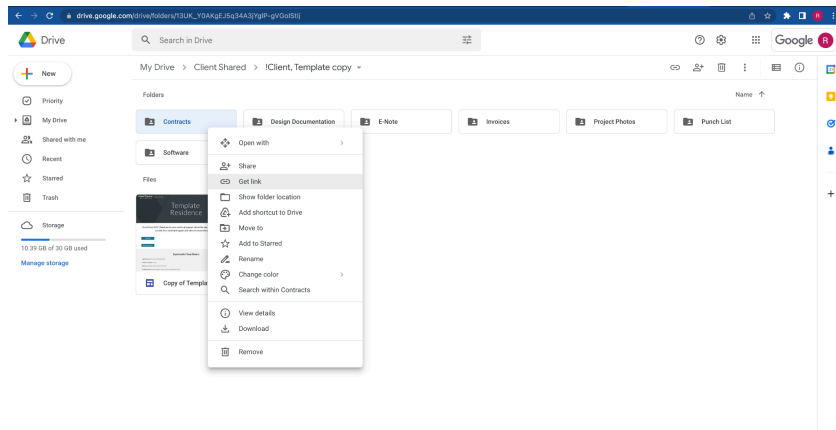 drive.google.com/drive/folders/13UK_Y0AKgEJ5q34A3jYglP-gVGolStIj
R
Drive
Search in Drive
Google
R
New
My Drive > Client Shared > !Client, Template copy
Priority
My Drive
Shared with me
Recent
Starred
Trash
Storage
10.39 GB of 30 GB used
Manage storage
Folders
Name
Contracts
Design Documentation
E-Note
Invoices
Project Photos
Punch List
Software
Files
Template
Residence
Copy of Templa
Open with
Share
Get link
Show folder location
Add shortcut to Drive
Move to
Add to Starred
Rename
Change color
Search within Contracts
View details
Download
Remove